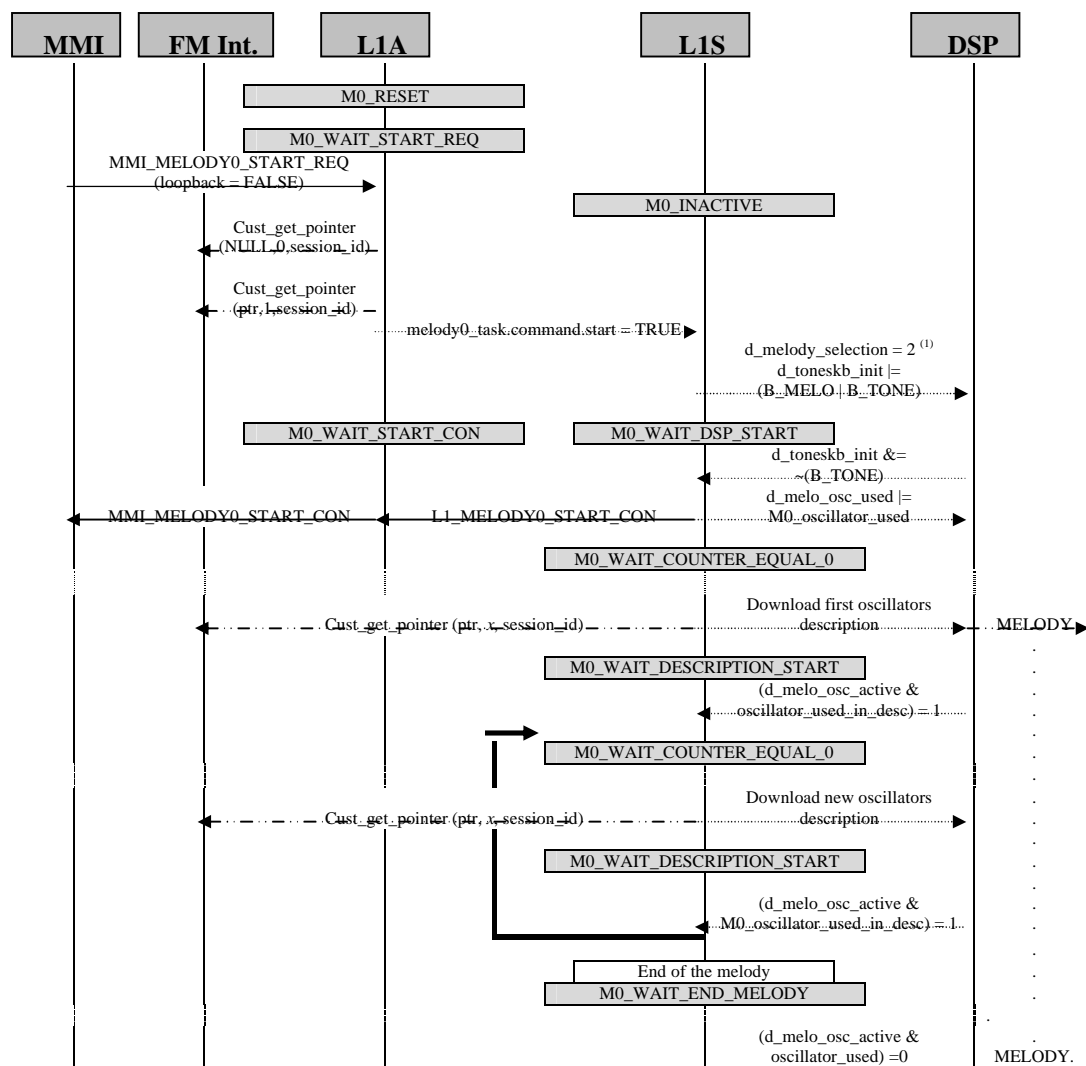 MMI FM Int. L1A L1S DSP
M0_RESET
M0_WAIT_START_REQ
MMI_MELODY0_START_REQ
(loopback = FALSE)
M0_INACTIVE
Cust_get_pointer
(NULL,0,session_id)
Cust_get_pointer
(ptr,1,session_id)
melody0_task.command.start = TRUE
d_melody_selection = 2 (1)
d_toneskb_init |=
(B_MELO | B_TONE)
M0_WAIT_START_CON M0_WAIT_DSP_START
d_toneskb_init &=
~(B_TONE)
d_melo_osc_used |=
MMI_MELODY0_START_CON L1_MELODY0_START_CON M0_oscillator_used
M0_WAIT_COUNTER_EQUAL_0
Download first oscillators
Cust_get_pointer (ptr, x, session_id) description MELODY
M0_WAIT_DESCRIPTION_START
(d_melo_osc_active &
oscillator_used_in_desc) = 1
M0_WAIT_COUNTER_EQUAL_0
Download new oscillators
Cust_get_pointer (ptr, x, session_id) description
M0_WAIT_DESCRIPTION_START
(d_melo_osc_active &
M0_oscillator_used_in_desc) = 1
End of the melody
M0_WAIT_END_MELODY
(d_melo_osc_active &
oscillator_used) =0 MELODY.